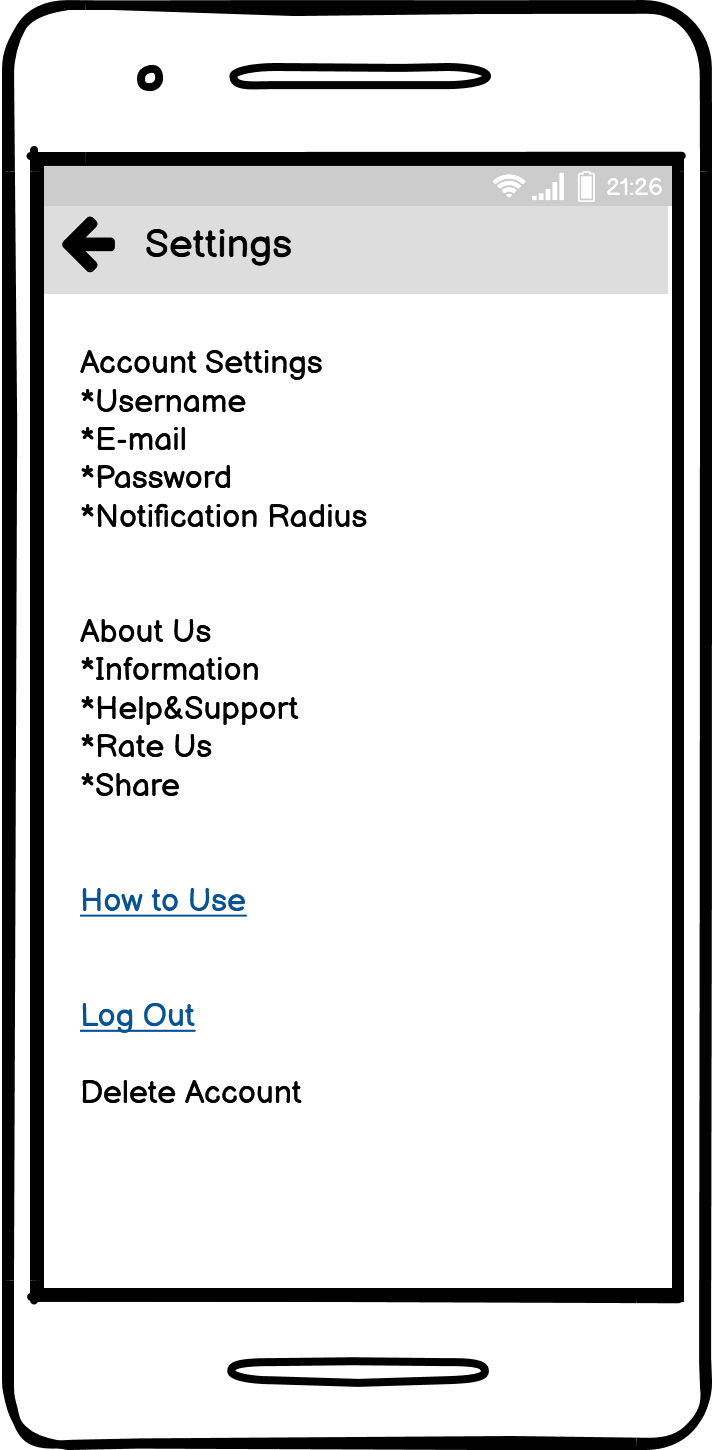 21:26
Settings
Account Settings
*Username
*E-mail
*Password
*Notification Radius
About Us
*Information
*Help&Support
*Rate Us
*Share
How to Use
Log Out
Delete Account